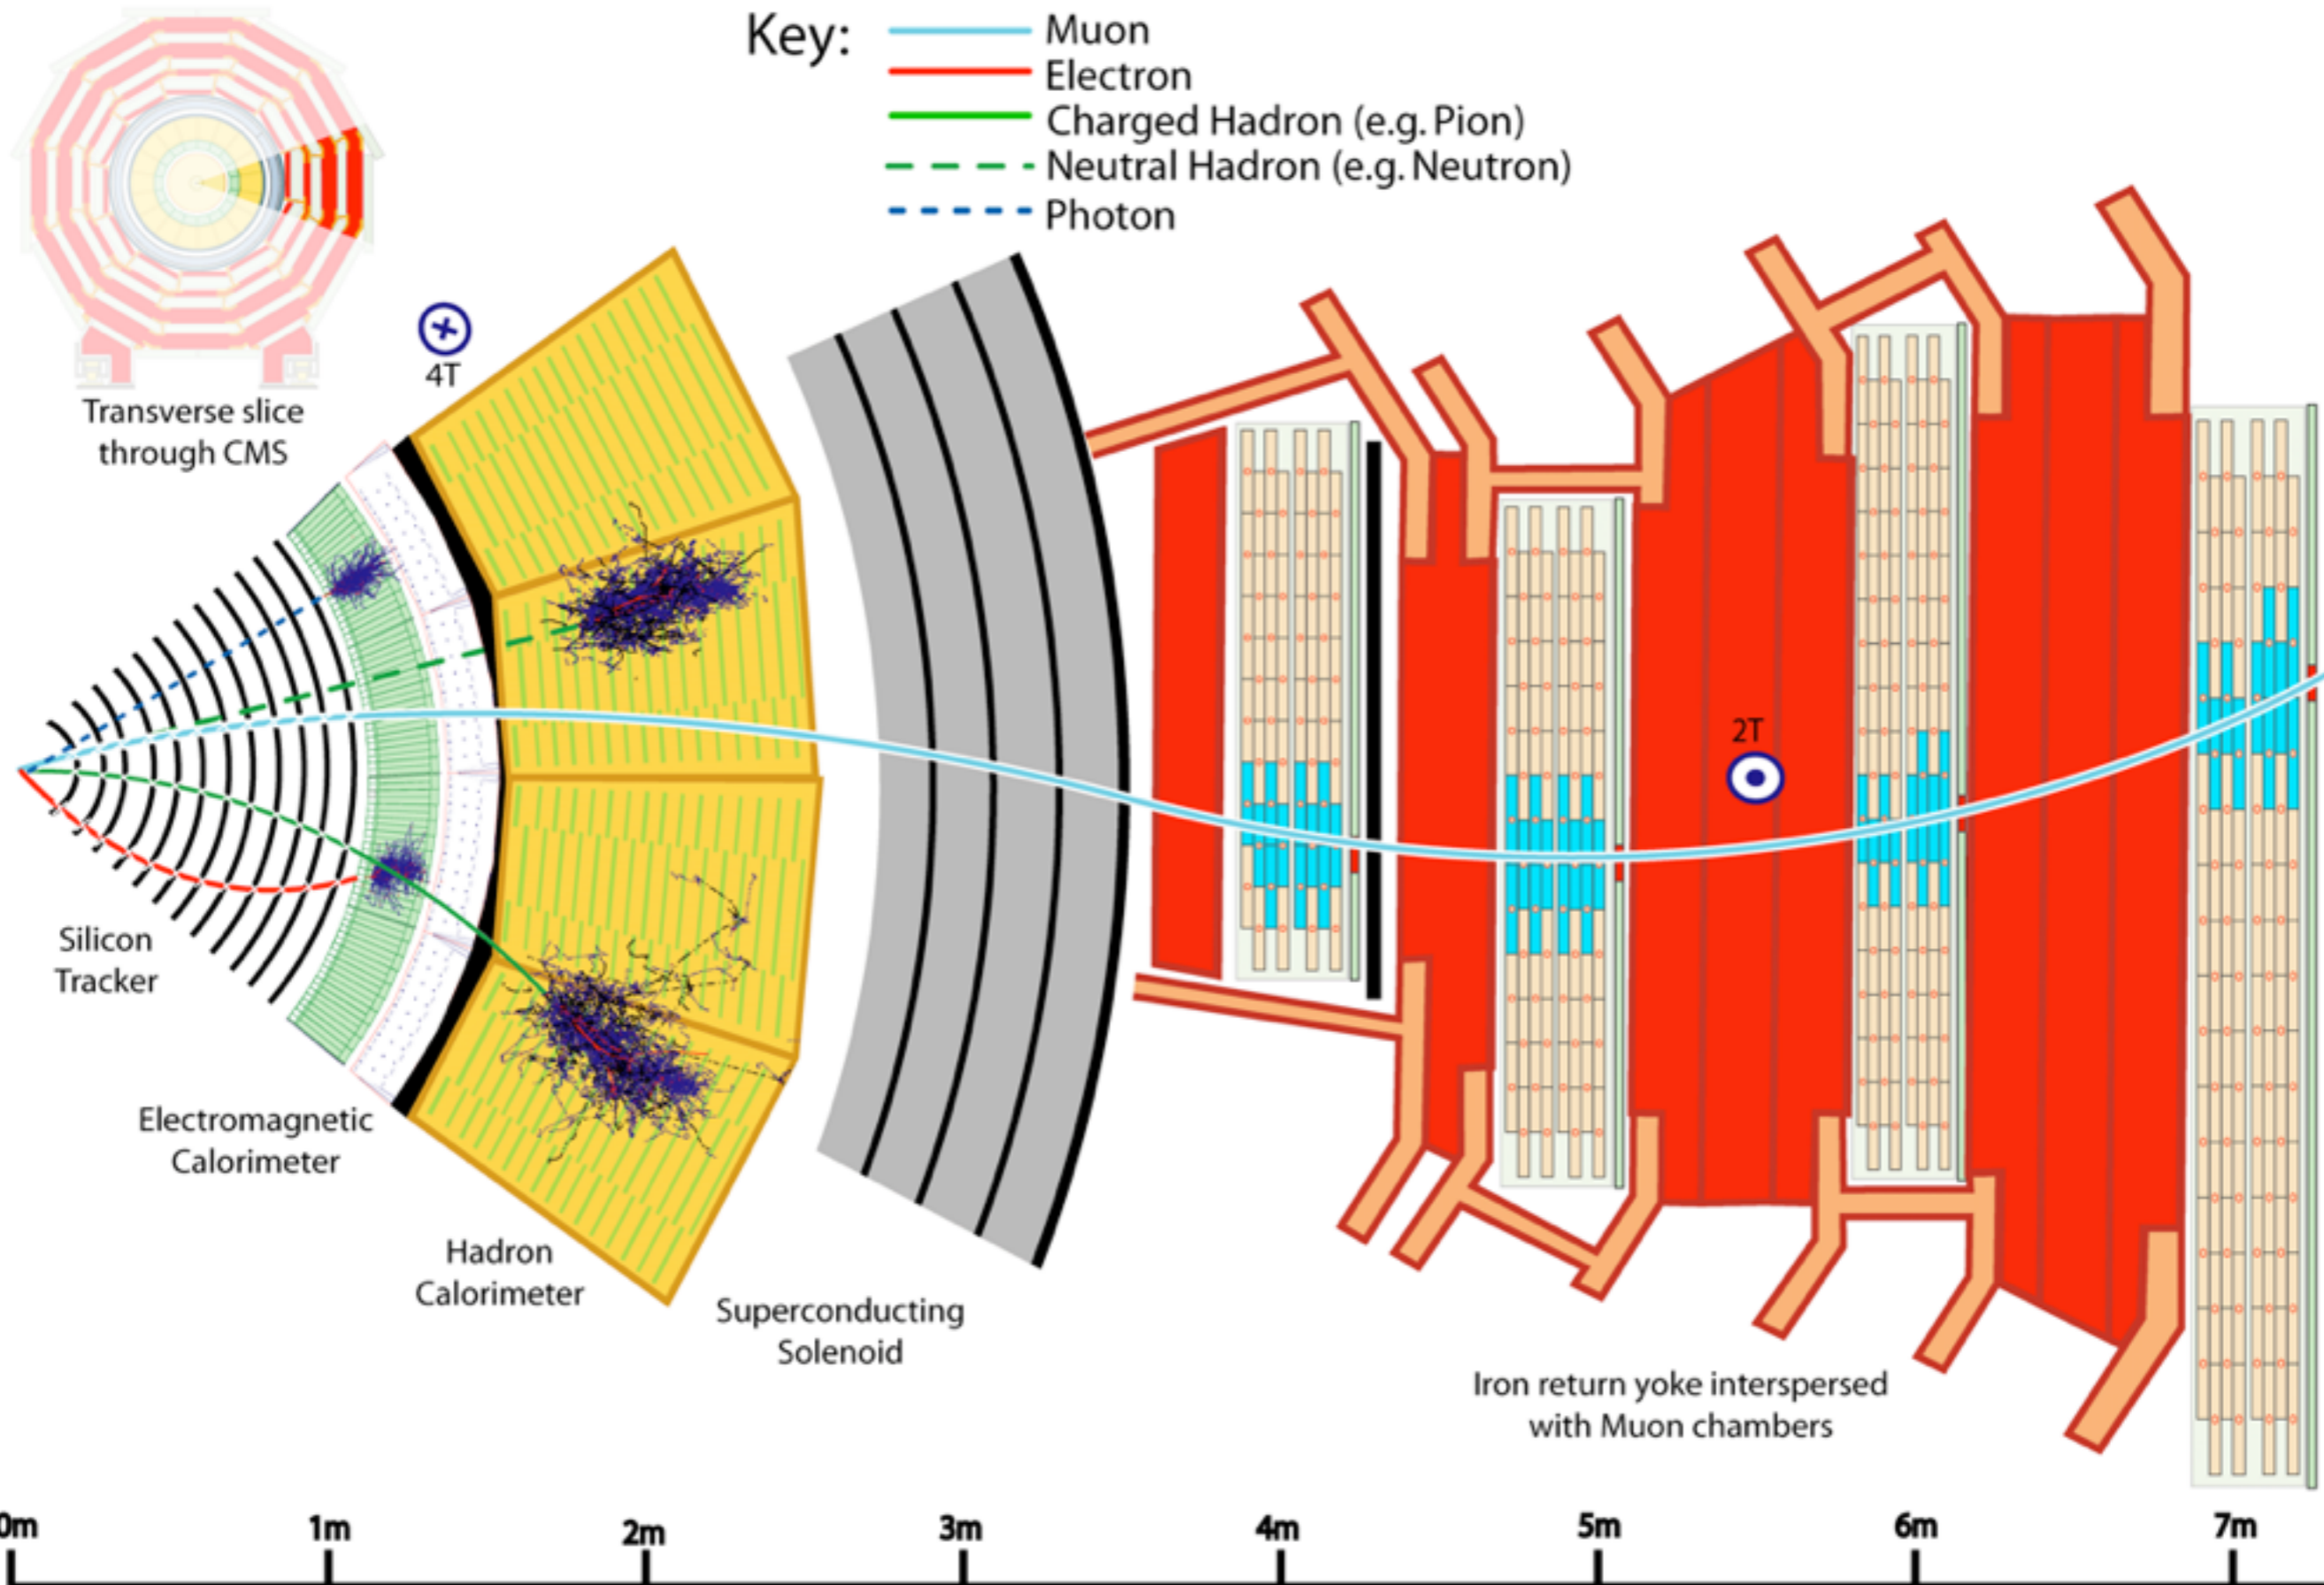 Key:
Muon
Electron
Charged Hadron (e.g. Pion)
Neutral Hadron (e.g. Neutron)
Photon
4T
Transverse slice
through CMS
2T
Silicon
Tracker
Electromagnetic
Calorimeter
Hadron
Calorimeter
Superconducting
Solenoid
Iron return yoke interspersed
with Muon chambers
0m 1m 2m 3m 4m 5m 6m 7m